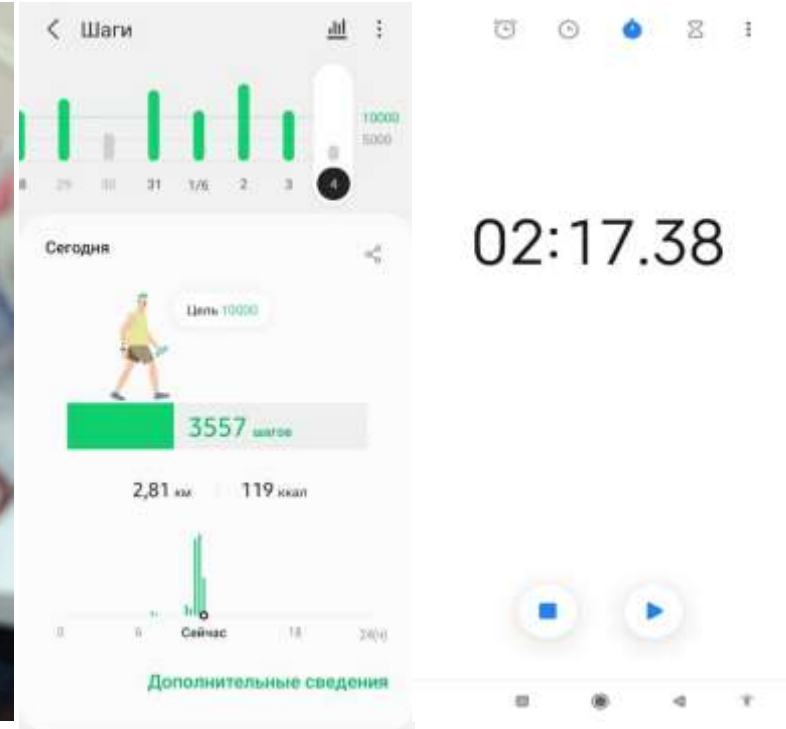 Шаги
10000
5000
8 29 30 31 1/6 2 3 4
Сегодня
Цель 10000
3557 шагов
2,81 км 119 ккал
0 6 Сейчас 18 24(ч)
Дополнительные сведения
02:17.38